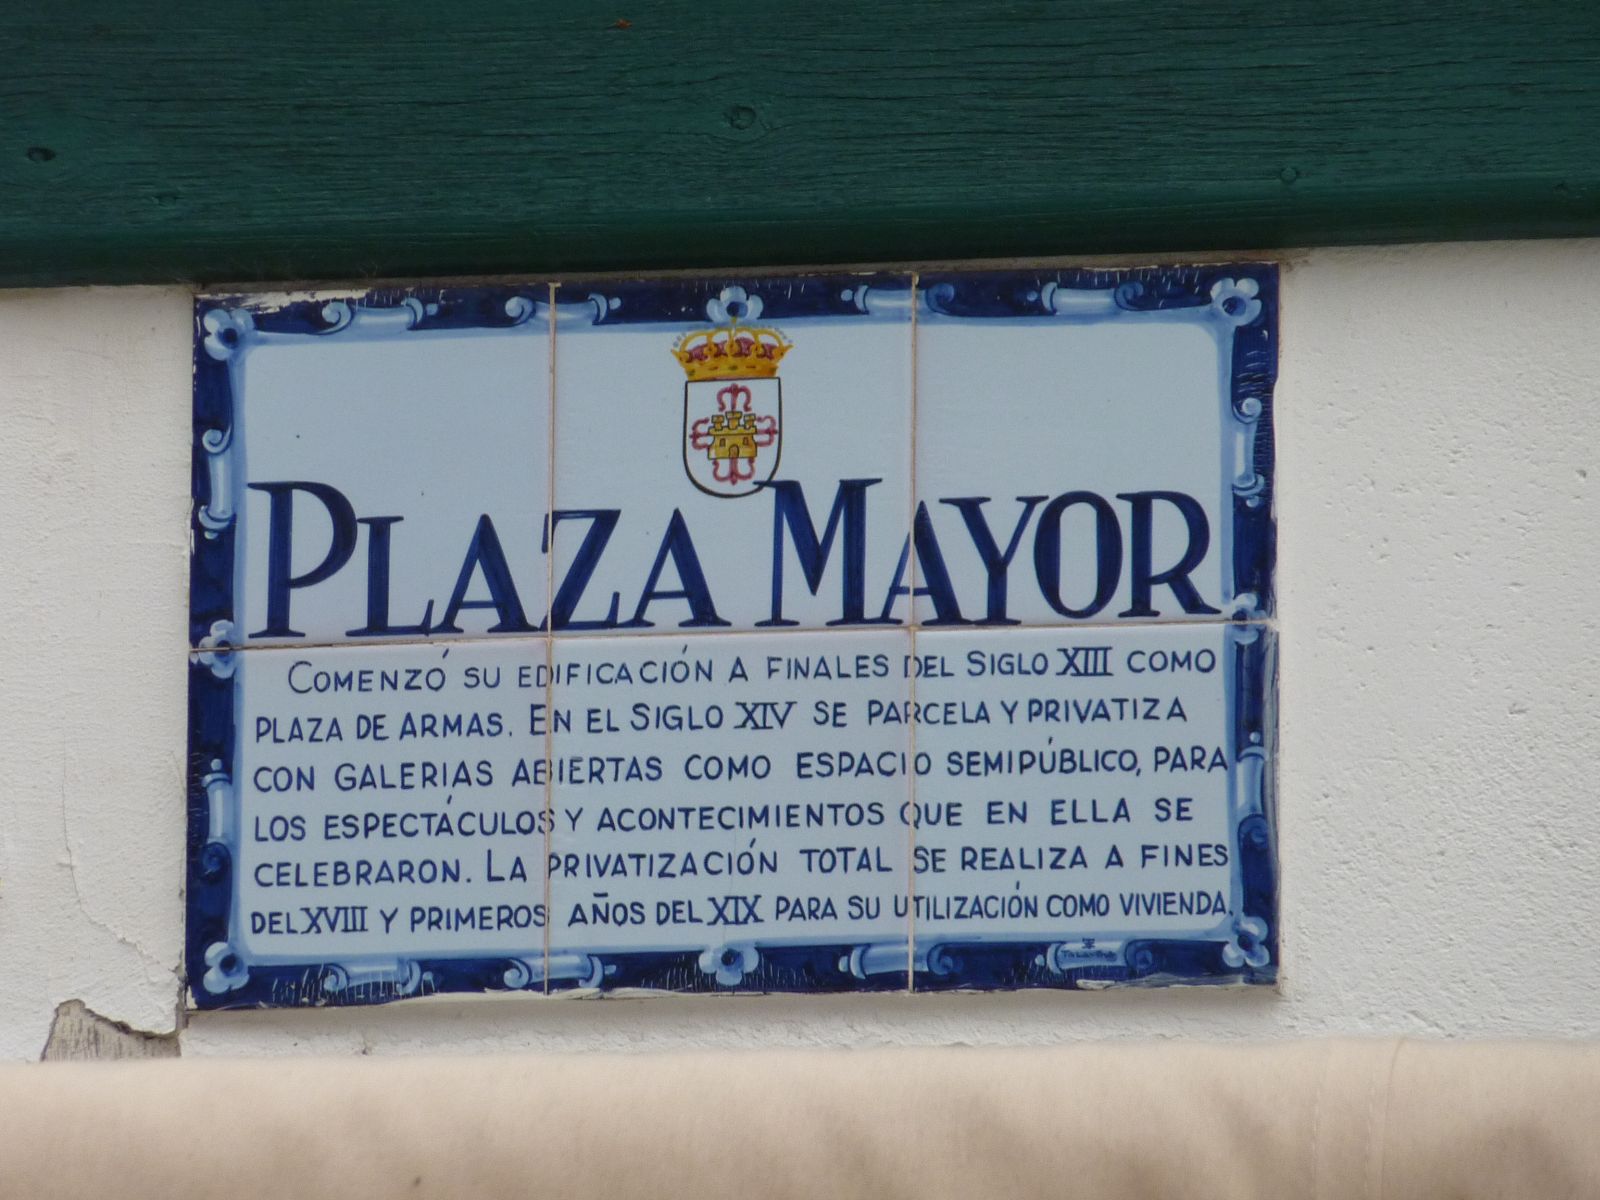 PLAZA MAYOR
COMENZÓ SU EDIFICACIÓN A FINALES DEL SIGLO XIII COMO
PLAZA DE ARMAS. EN EL SIGLO XIV SE PARCELA Y PRIVATIZA
CON GALERIAS ABIERTAS COMO ESPACIO SEMIPÚBLICO, PARA
LOS ESPECTÁCULOS Y ACONTECIMIENTOS QUE EN ELLA SE
CELEBRARON. LA PRIVATIZACIÓN TOTAL SE REALIZA A FINES
DEL XVIII Y PRIMEROS AÑOS DEL XIX PARA SU UTILIZACIÓN COMO VIVIENDA.